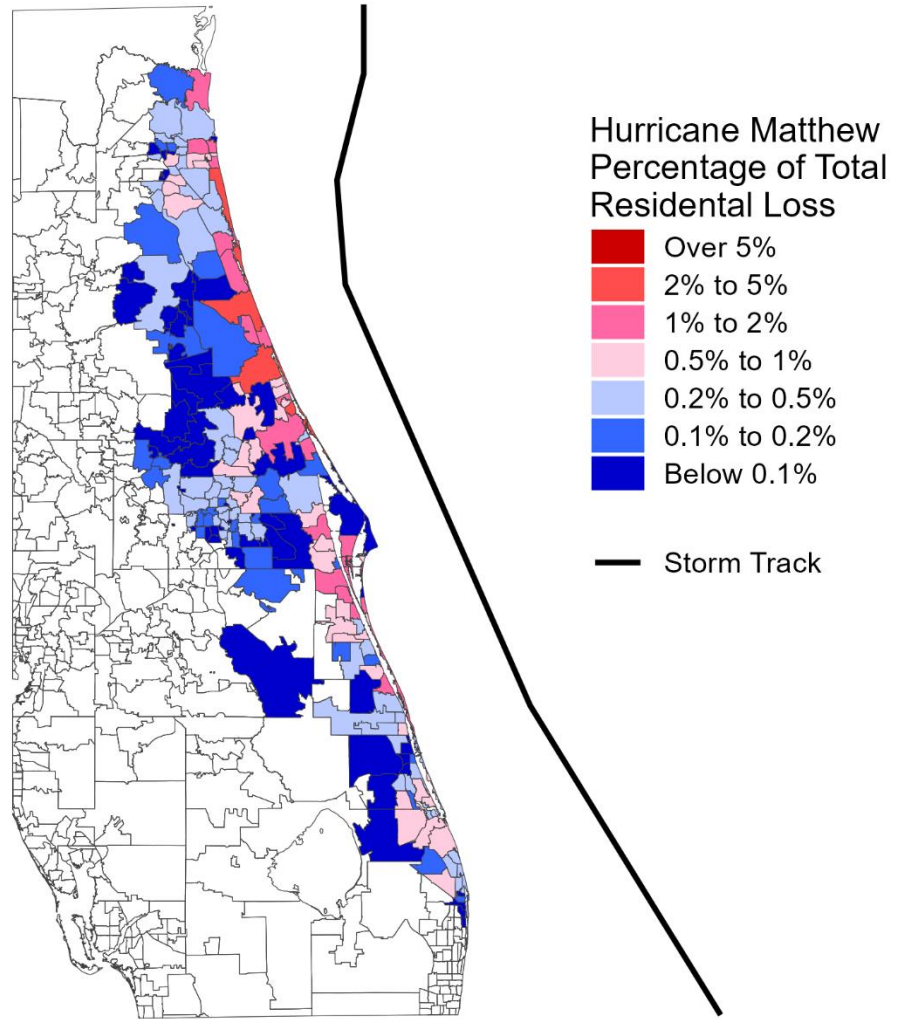 Hurricane Matthew
Percentage of Total
Residental Loss
Over 5%
2% to 5%
1% to 2%
0.5% to 1%
0.2% to 0.5%
0.1% to 0.2%
Below 0.1%
Storm Track